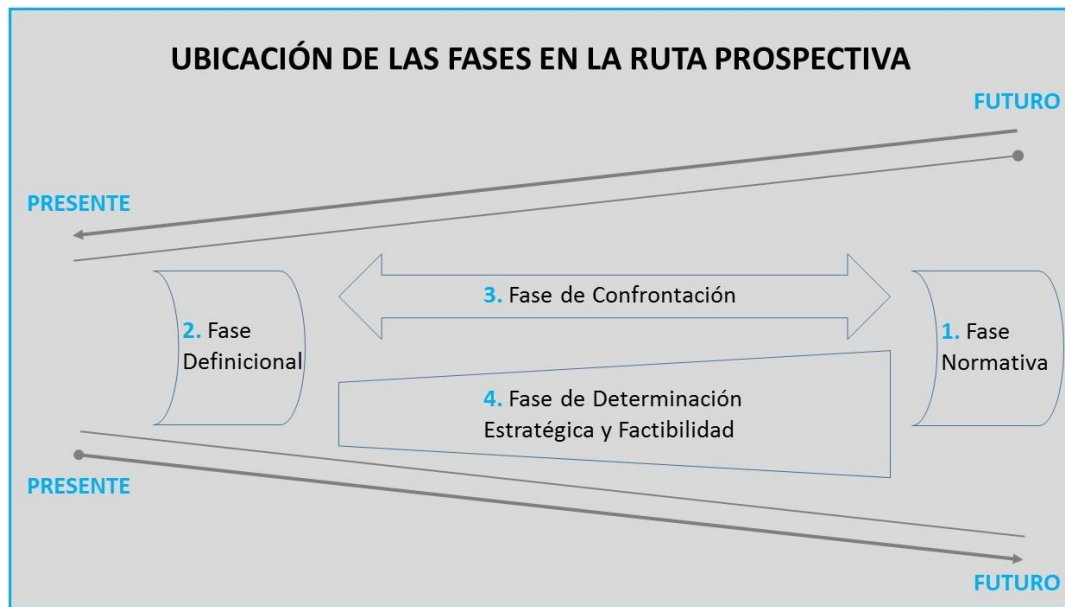 UBICACIÓN DE LAS FASES EN LA RUTA PROSPECTIVA
FUTURO
PRESENTE
3. Fase de Confrontación
2. Fase
Definicional
1. Fase
Normativa
4. Fase de Determinación
Estratégica y Factibilidad
PRESENTE
FUTURO